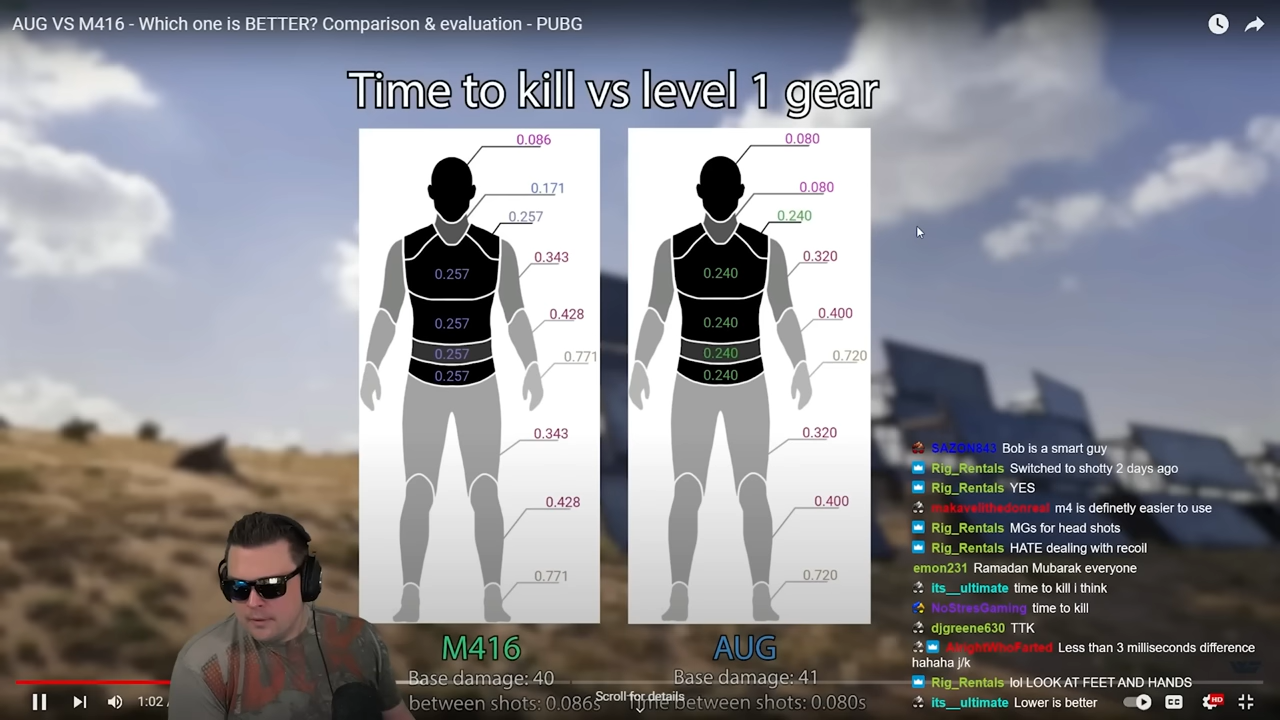 AUG VS M416 - Which one is BETTER? Comparison & evaluation - PUBG
Time to kill vs level 1 gear
0.086
0.171
0.257
0.343
0.257
0.428
0.257
0.257
0.771
0.257
0.343
0.428
0.771
M416
Base damage: 40
between shots: 0.086s
0.080
0.080
0.240
0.320
0.240
0.400
0.240
0.240
0.720
0.240
0.320
0.400
0.720
AUG
Base damage: 41
Time between shots: 0.080s
Scroll for details
1:02 /
HD
CC
SAZON843 Bob is a smart guy
Rig_Rentals Switched to shotty 2 days ago
Rig_Rentals YES
makavelithedonreal m4 is definetly easier to use
Rig_Rentals MGs for head shots
Rig_Rentals HATE dealing with recoil
emon231 Ramadan Mubarak everyone
its__ultimate time to kill i think
NoStresGaming time to kill
djgreene630 TTK
AlrightWhoFarted Less than 3 milliseconds difference
hahaha j/k
Rig_Rentals lol LOOK AT FEET AND HANDS
its__ultimate Lower is better